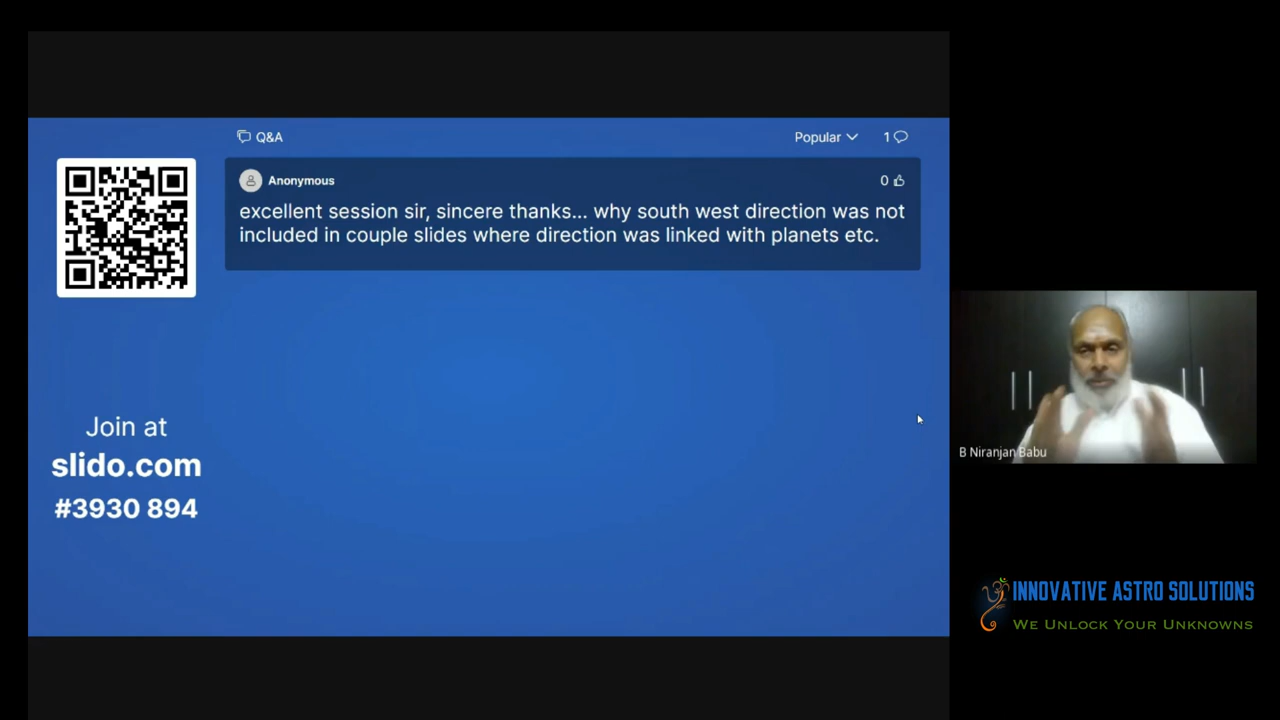 Q&A
Popular
1
Anonymous
0
excellent session sir, sincere thanks... why south west direction was not
included in couple slides where direction was linked with planets etc.
Join at
slido.com
#3930 894
B Niranjan Babu
INNOVATIVE ASTRO SOLUTIONS
WE UNLOCK YOUR UNKNOWNS